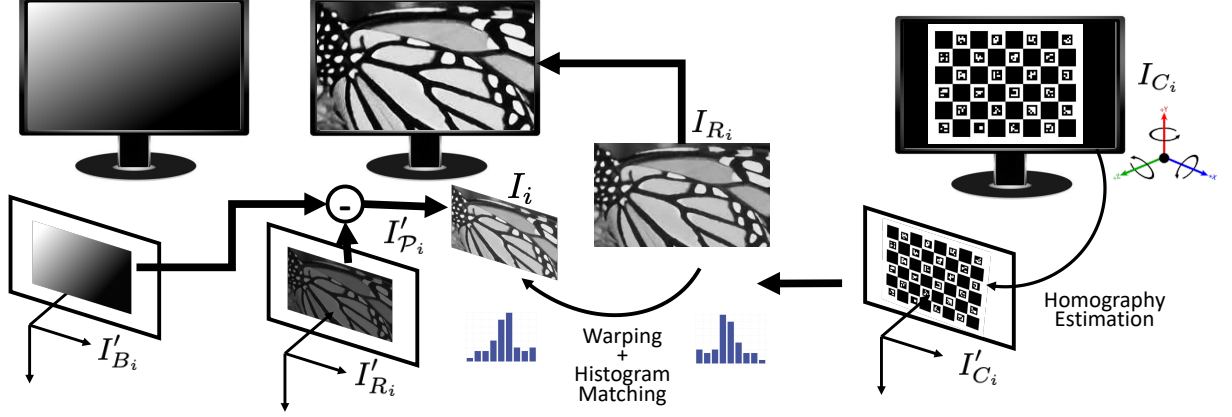 I_{C_i}
I_{R_i}
I_i
-
I'_{\mathcal{P}_i}
I'_{B_i}
I'_{R_i}
Warping
+
Histogram
Matching
Homography
Estimation
I'_{C_i}